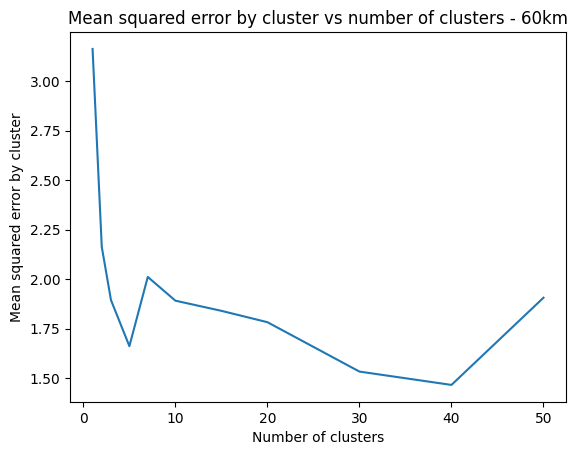 Mean squared error by cluster vs number of clusters - 60km
Mean squared error by cluster
3.00
2.75
2.50
2.25
2.00
1.75
1.50
0 10 20 30 40 50
Number of clusters